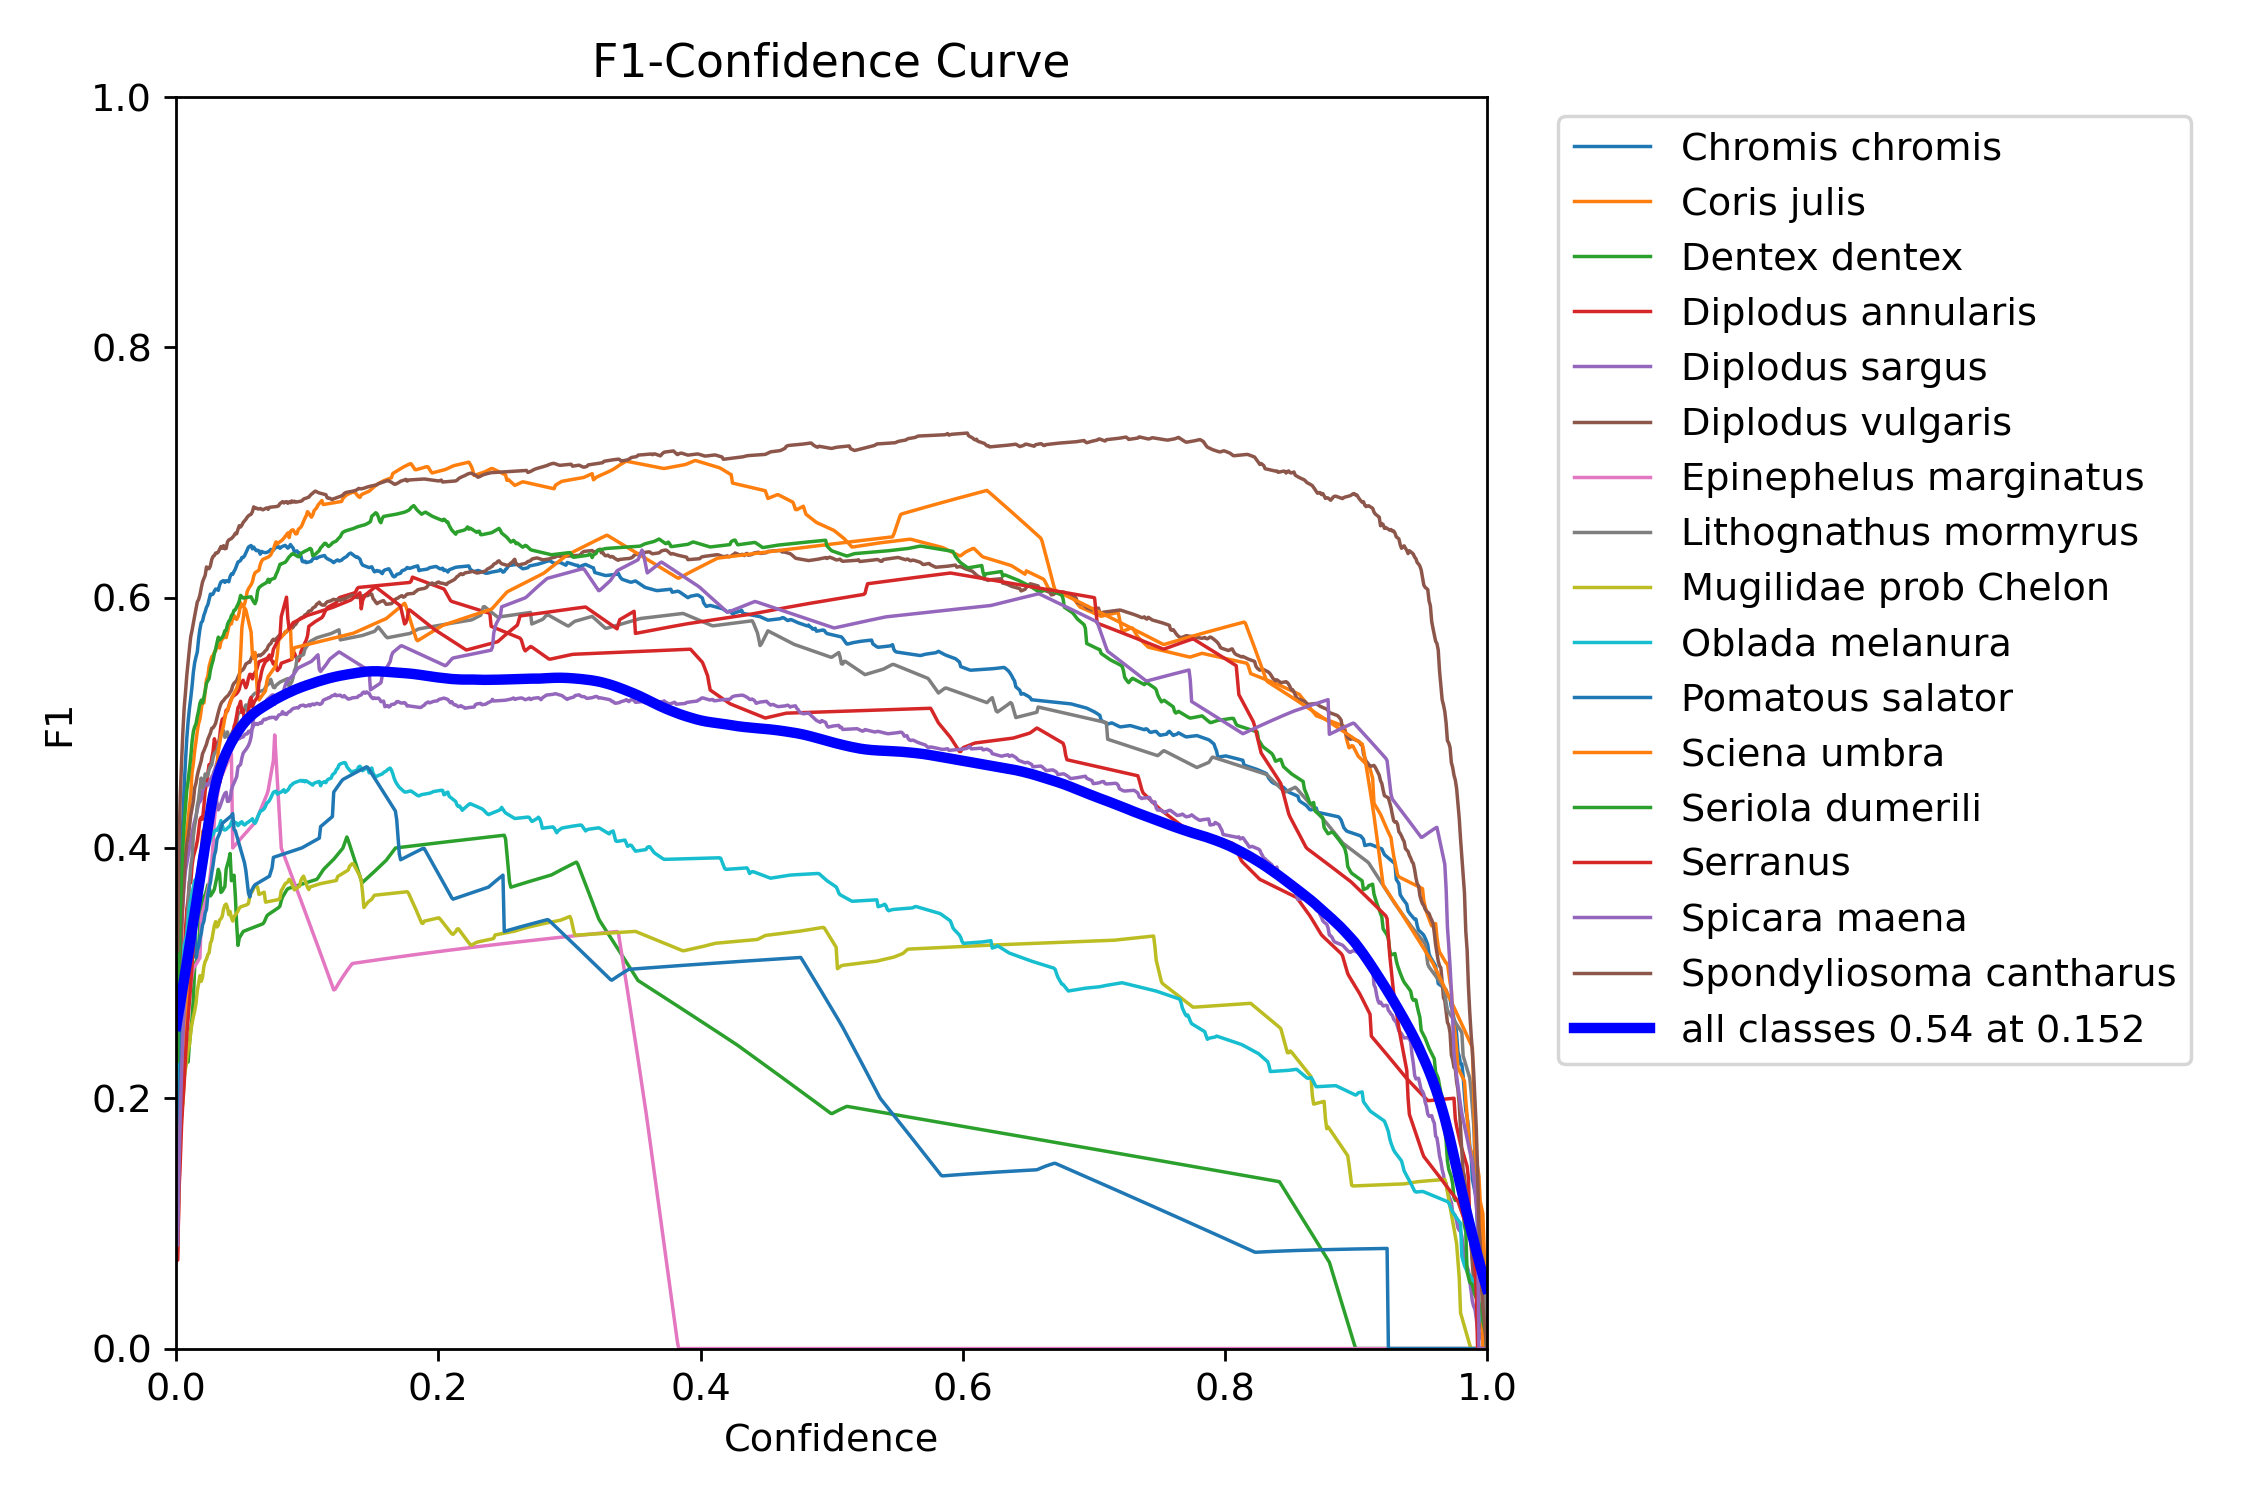 F1-Confidence Curve
1.0
0.8
0.6
0.4
0.2
0.0
F1
0.0 0.2 0.4 0.6 0.8 1.0
Confidence
Chromis chromis
Coris julis
Dentex dentex
Diplodus annularis
Diplodus sargus
Diplodus vulgaris
Epinephelus marginatus
Lithognathus mormyrus
Mugilidae prob Chelon
Oblada melanura
Pomatous salator
Sciena umbra
Seriola dumerili
Serranus
Spicara maena
Spondyliosoma cantharus
all classes 0.54 at 0.152